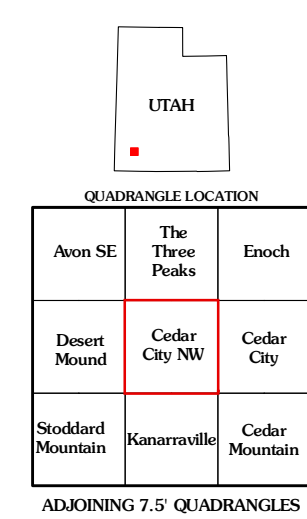 UTAH
QUADRANGLE LOCATION
Avon SE
The
Three
Peaks
Enoch
Desert
Mound
Cedar
City NW
Cedar
City
Stoddard
Mountain
Kanarraville
Cedar
Mountain
ADJOINING 7.5' QUADRANGLES